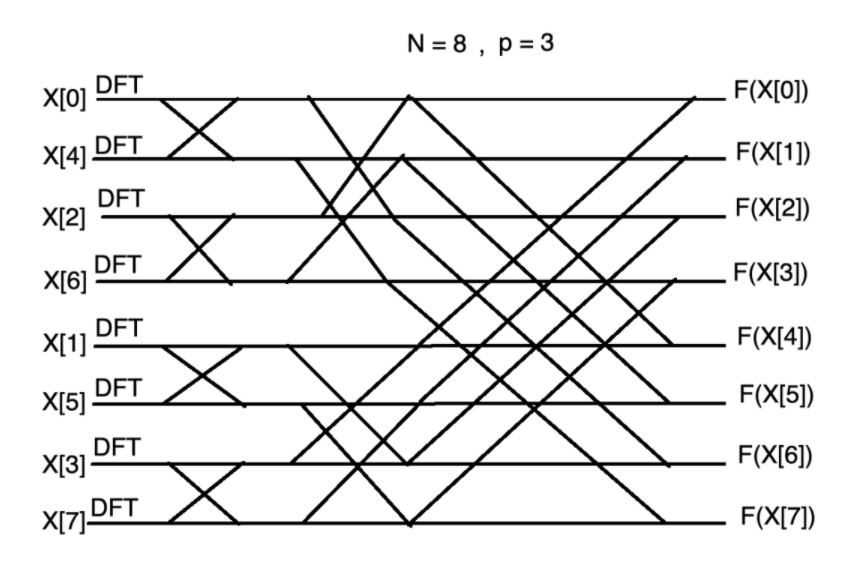 N = 8 , p = 3
X[0] DFT F(X[0])
X[4] DFT F(X[1])
X[2] DFT F(X[2])
X[6] DFT F(X[3])
X[1] DFT F(X[4])
X[5] DFT F(X[5])
X[3] DFT F(X[6])
X[7] DFT F(X[7])